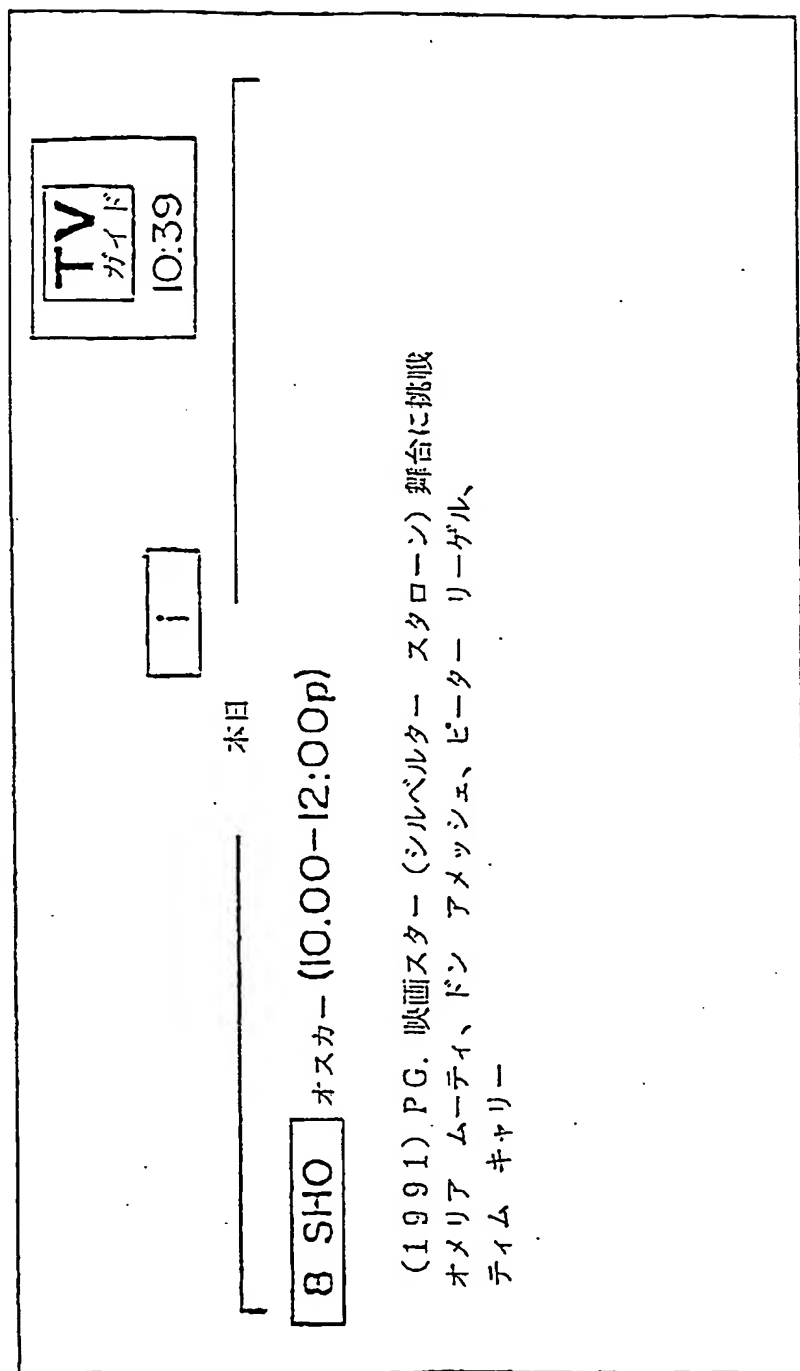 TV
ガイド
10:39
i
本日
8 SHO オスカー (10.00-12:00p)
(1991) PG. 映画スター (シルベルター スタローン) 舞台に挑戦
オメリア ムーティ、ドン アメッシェ、ピーター リーゲル、
ティム キャリー